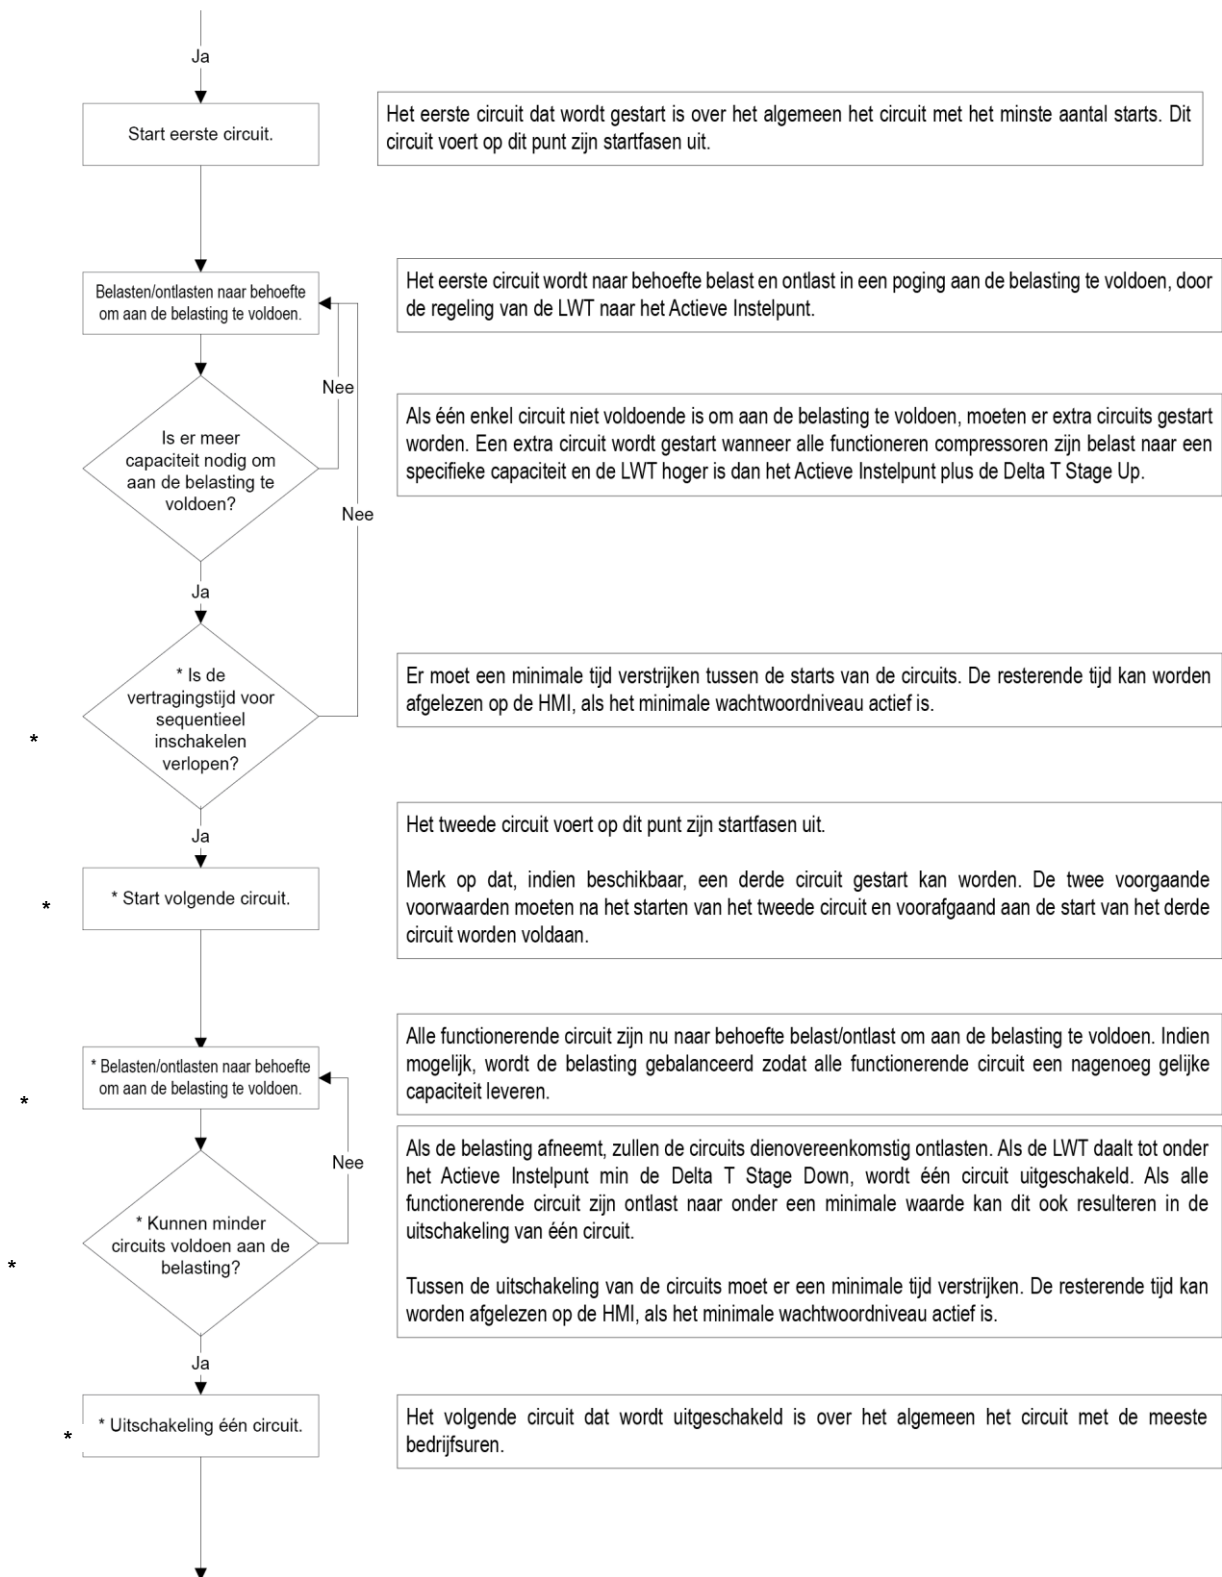 Ja
Start eerste circuit.
Het eerste circuit dat wordt gestart is over het algemeen het circuit met het minste aantal starts. Dit
circuit voert op dit punt zijn startfasen uit.
Belasten/ontlasten naar behoefte
om aan de belasting te voldoen.
Het eerste circuit wordt naar behoefte belast en ontlast in een poging aan de belasting te voldoen, door
de regeling van de LWT naar het Actieve Instelpunt.
Nee
Is er meer
capaciteit nodig om
aan de belasting te
voldoen?
Als één enkel circuit niet voldoende is om aan de belasting te voldoen, moeten er extra circuits gestart
worden. Een extra circuit wordt gestart wanneer alle functioneren compressoren zijn belast naar een
specifieke capaciteit en de LWT hoger is dan het Actieve Instelpunt plus de Delta T Stage Up.
Nee
Ja
* Is de
vertragingstijd voor
sequentieel
inschakelen
verlopen?
*
Er moet een minimale tijd verstrijken tussen de starts van de circuits. De resterende tijd kan worden
afgelezen op de HMI, als het minimale wachtwoordniveau actief is.
Ja
* Start volgende circuit.
*
Het tweede circuit voert op dit punt zijn startfasen uit.
Merk op dat, indien beschikbaar, een derde circuit gestart kan worden. De twee voorgaande
voorwaarden moeten na het starten van het tweede circuit en voorafgaand aan de start van het derde
circuit worden voldaan.
* Belasten/ontlasten naar behoefte
om aan de belasting te voldoen.
*
Alle functionerende circuit zijn nu naar behoefte belast/ontlast om aan de belasting te voldoen. Indien
mogelijk, wordt de belasting gebalanceerd zodat alle functionerende circuit een nagenoeg gelijke
capaciteit leveren.
Nee
* Kunnen minder
circuits voldoen aan de
belasting?
*
Als de belasting afneemt, zullen de circuits dienovereenkomstig ontlasten. Als de LWT daalt tot onder
het Actieve Instelpunt min de Delta T Stage Down, wordt één circuit uitgeschakeld. Als alle
functionerende circuit zijn ontlast naar onder een minimale waarde kan dit ook resulteren in de
uitschakeling van één circuit.
Tussen de uitschakeling van de circuits moet er een minimale tijd verstrijken. De resterende tijd kan
worden afgelezen op de HMI, als het minimale wachtwoordniveau actief is.
Ja
* Uitschakeling één circuit.
*
Het volgende circuit dat wordt uitgeschakeld is over het algemeen het circuit met de meeste
bedrijfsuren.